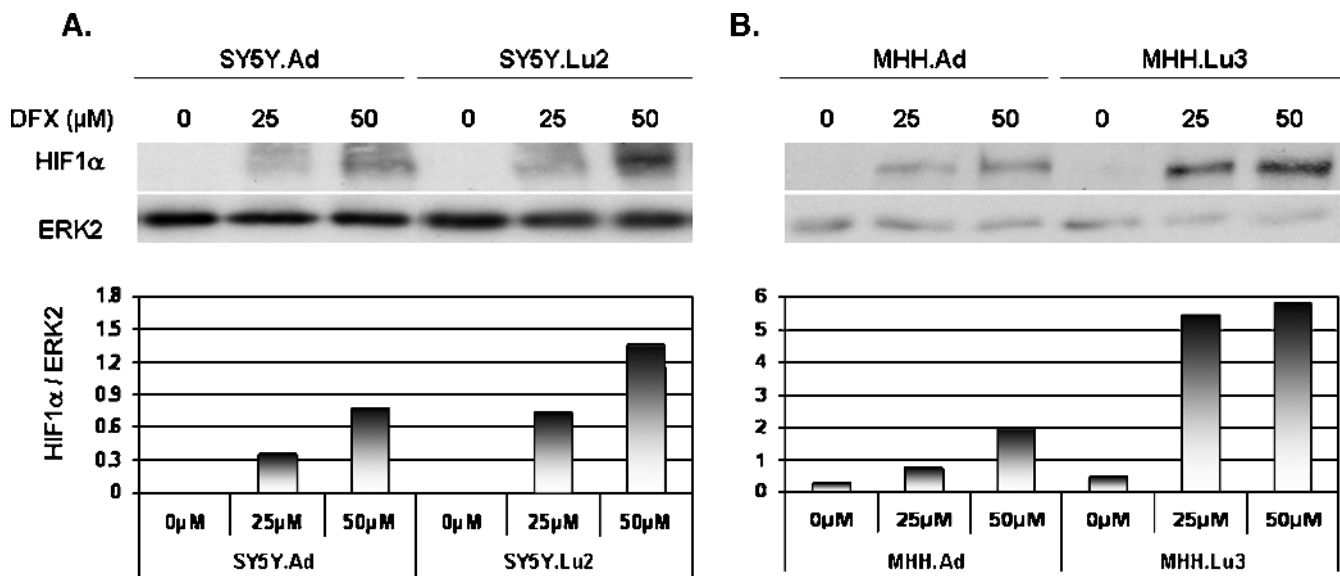 A.
SY5Y.Ad SY5Y.Lu2
DFX (µM) 0 25 50 0 25 50
HIF1α
ERK2
HIF1α / ERK2
1.8
1.5
1.2
0.9
0.6
0.3
0
0µM 25µM 50µM 0µM 25µM 50µM
SY5Y.Ad SY5Y.Lu2
B.
MHH.Ad MHH.Lu3
0 25 50 0 25 50
6
5
4
3
2
1
0
0µM 25µM 50µM 0µM 25µM 50µM
MHH.Ad MHH.Lu3